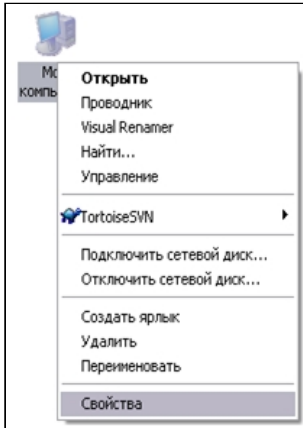 Мо
компь
Открыть
Проводник
Visual Renamer
Найти...
Управление
TortoiseSVN
Подключить сетевой диск...
Отключить сетевой диск...
Создать ярлык
Удалить
Переименовать
Свойства